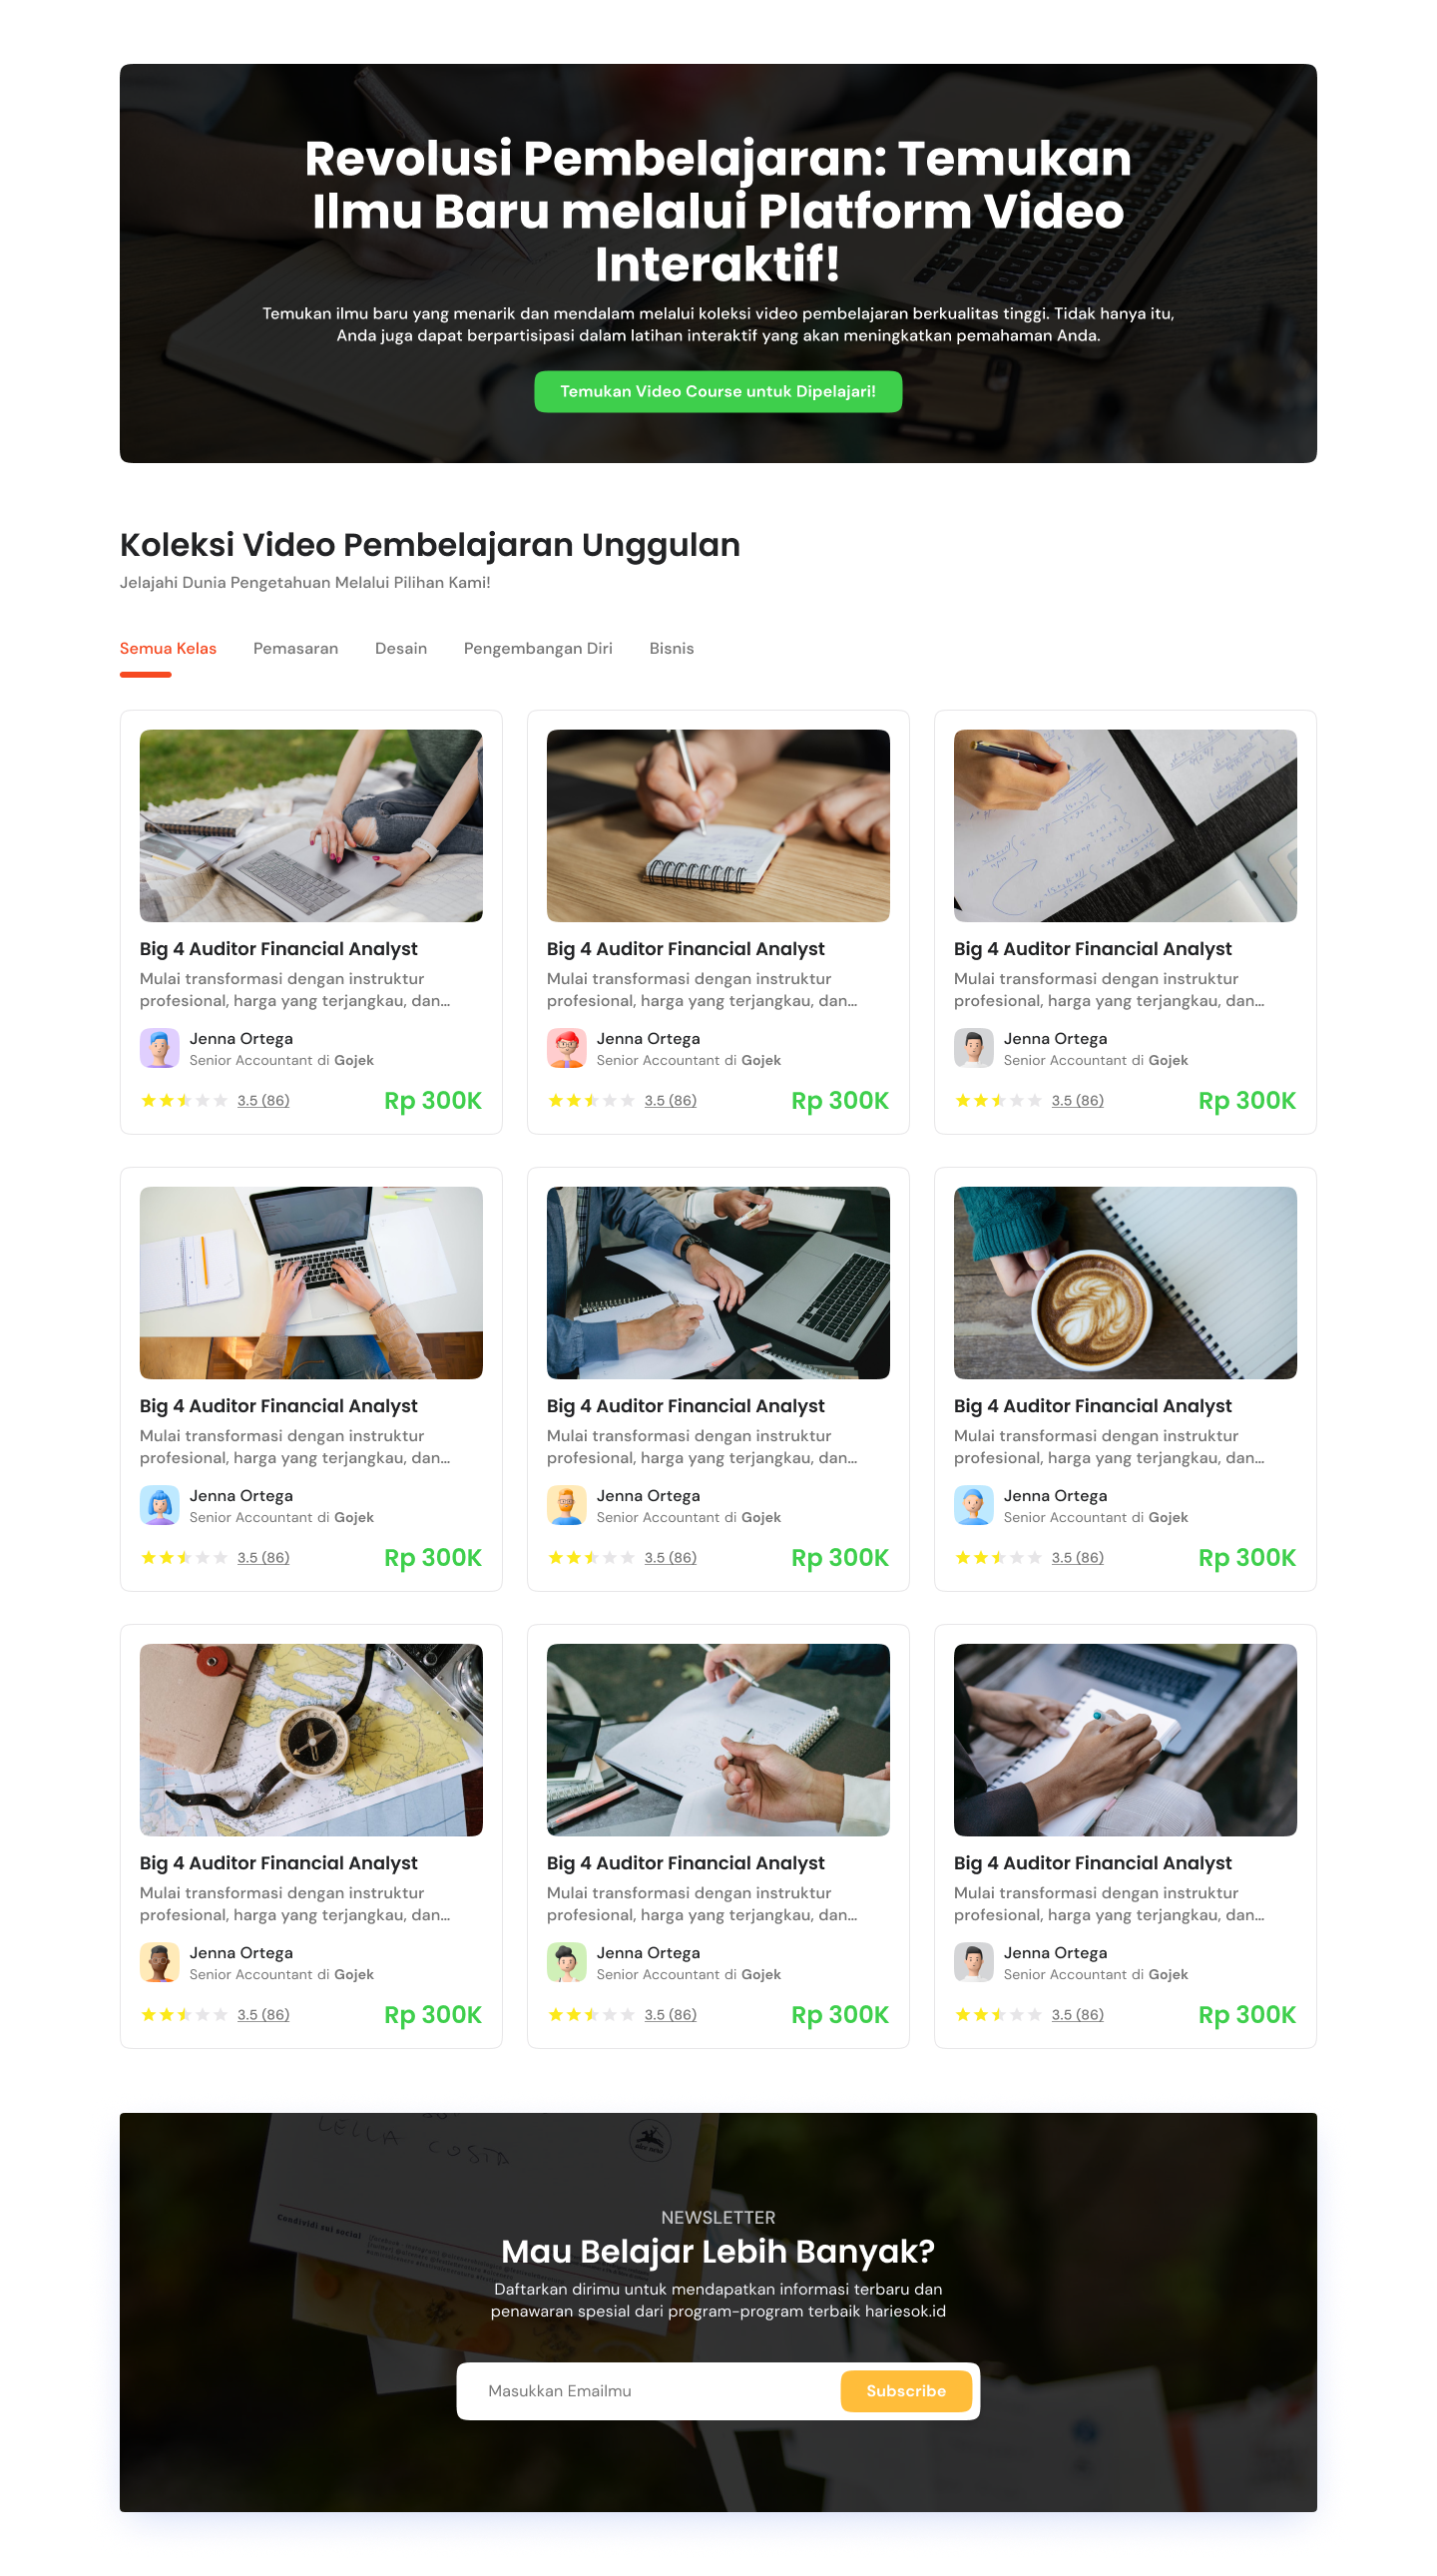 Revolusi Pembelajaran: Temukan
Ilmu Baru melalui Platform Video
Interaktif!
Temukan ilmu baru yang menarik dan mendalam melalui koleksi video pembelajaran berkualitas tinggi. Tidak hanya itu,
Anda juga dapat berpartisipasi dalam latihan interaktif yang akan meningkatkan pemahaman Anda.
Temukan Video Course untuk Dipelajari!
Koleksi Video Pembelajaran Unggulan
Jelajahi Dunia Pengetahuan Melalui Pilihan Kami!
Semua Kelas Pemasaran Desain Pengembangan Diri Bisnis
Big 4 Auditor Financial Analyst
Mulai transformasi dengan instruktur
profesional, harga yang terjangkau, dan...
Jenna Ortega
Senior Accountant di Gojek
3.5 (86) Rp 300K
Big 4 Auditor Financial Analyst
Mulai transformasi dengan instruktur
profesional, harga yang terjangkau, dan...
Jenna Ortega
Senior Accountant di Gojek
3.5 (86) Rp 300K
Big 4 Auditor Financial Analyst
Mulai transformasi dengan instruktur
profesional, harga yang terjangkau, dan...
Jenna Ortega
Senior Accountant di Gojek
3.5 (86) Rp 300K
Big 4 Auditor Financial Analyst
Mulai transformasi dengan instruktur
profesional, harga yang terjangkau, dan...
Jenna Ortega
Senior Accountant di Gojek
3.5 (86) Rp 300K
Big 4 Auditor Financial Analyst
Mulai transformasi dengan instruktur
profesional, harga yang terjangkau, dan...
Jenna Ortega
Senior Accountant di Gojek
3.5 (86) Rp 300K
Big 4 Auditor Financial Analyst
Mulai transformasi dengan instruktur
profesional, harga yang terjangkau, dan...
Jenna Ortega
Senior Accountant di Gojek
3.5 (86) Rp 300K
Big 4 Auditor Financial Analyst
Mulai transformasi dengan instruktur
profesional, harga yang terjangkau, dan...
Jenna Ortega
Senior Accountant di Gojek
3.5 (86) Rp 300K
Big 4 Auditor Financial Analyst
Mulai transformasi dengan instruktur
profesional, harga yang terjangkau, dan...
Jenna Ortega
Senior Accountant di Gojek
3.5 (86) Rp 300K
Big 4 Auditor Financial Analyst
Mulai transformasi dengan instruktur
profesional, harga yang terjangkau, dan...
Jenna Ortega
Senior Accountant di Gojek
3.5 (86) Rp 300K
LEILA COSTA
Condividi sui social
NEWSLETTER
Mau Belajar Lebih Banyak?
Daftarkan dirimu untuk mendapatkan informasi terbaru dan
penawaran spesial dari program-program terbaik hariesok.id
Masukkan Emailmu
Subscribe